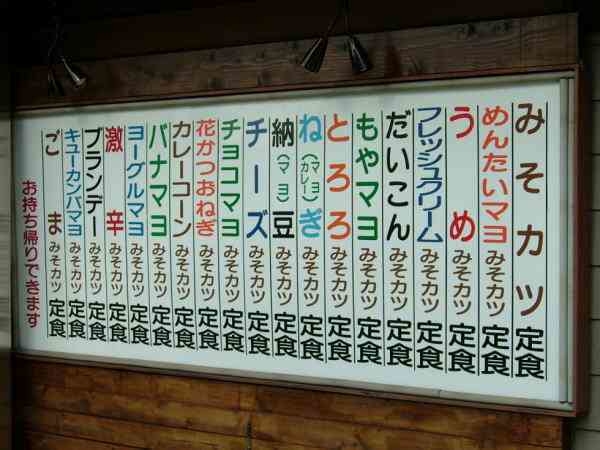 みそカツ定食
めんたいマヨみそカツ定食
うめみそカツ定食
フレッシュクリームみそカツ定食
だいこんみそカツ定食
もやマヨみそカツ定食
とろろみそカツ定食
ねぎ（マヨカレー）みそカツ定食
納豆（マヨ）みそカツ定食
チーズみそカツ定食
チョコマヨみそカツ定食
花かつおねぎみそカツ定食
カレーコーンみそカツ定食
バナマヨみそカツ定食
ヨーグルマヨみそカツ定食
激辛みそカツ定食
ブランデーみそカツ定食
キューカンバマヨみそカツ定食
ごまみそカツ定食
お持ち帰りできます